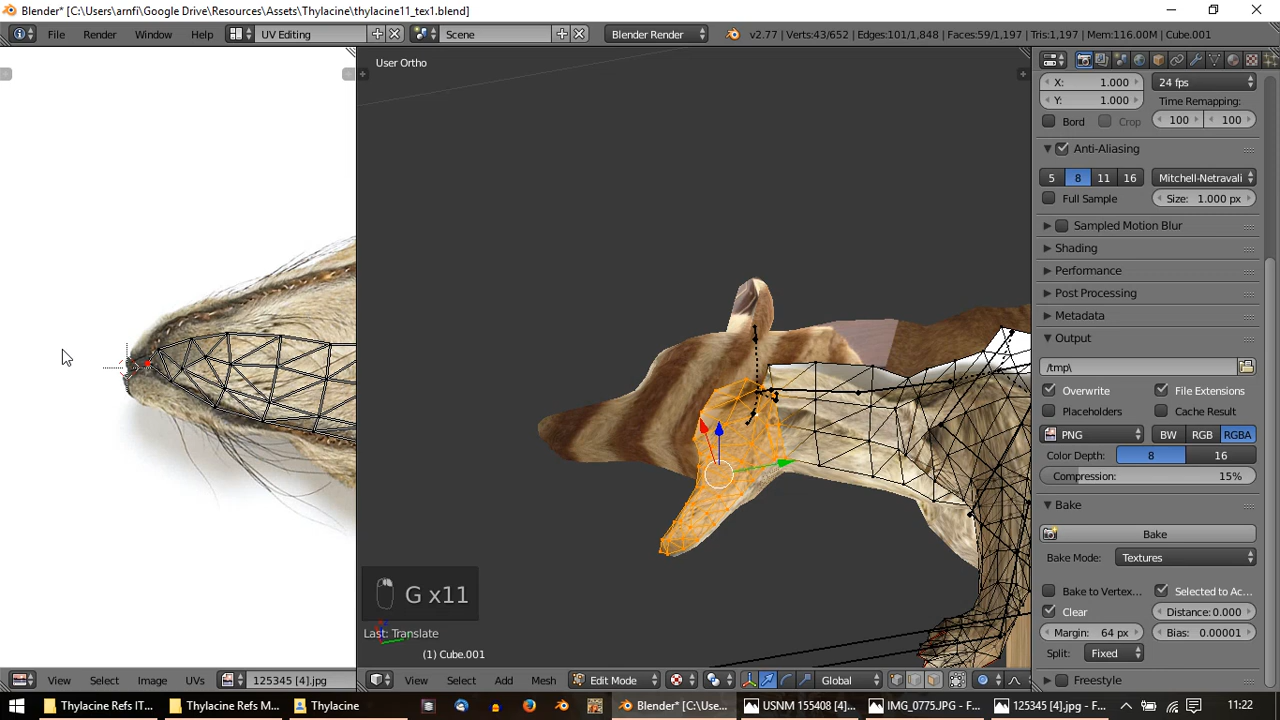 Blender* [C:\Users\arnfi\Google Drive\Resources\Assets\Thylacine\thylacine11_tex1.blend]
File Render Window Help UV Editing Scene Blender Render v2.77 | Verts:43/652 | Edges:101/1,848 | Faces:59/1,197 | Tris:1,197 | Mem:116.00M | Cube.001
User Ortho
X: 1.000 24 fps
Y: 1.000 Time Remapping:
Bord Crop 100 100
Anti-Aliasing
5 8 11 16 Mitchell-Netravali
Full Sample Size: 1.000 px
Sampled Motion Blur
Shading
Performance
Post Processing
Metadata
Output
/tmp\
Overwrite File Extensions
Placeholders Cache Result
PNG BW RGB RGBA
Color Depth: 8 16
Compression: 15%
Bake
Bake
Bake Mode: Textures
Bake to Vertex... Selected to Ac...
Clear Distance: 0.000
Margin: 64 px Bias: 0.00001
Split: Fixed
Freestyle
G x11
Last: Translate
(1) Cube.001
View Select Image UVs 125345 [4].jpg View Select Add Mesh Edit Mode Global
Thylacine Refs IT... Thylacine Refs M... Thylacine Blender* [C:\Use... USNM 155408 [4]... IMG_0775.JPG - F... 125345 [4].jpg - F... 11:22